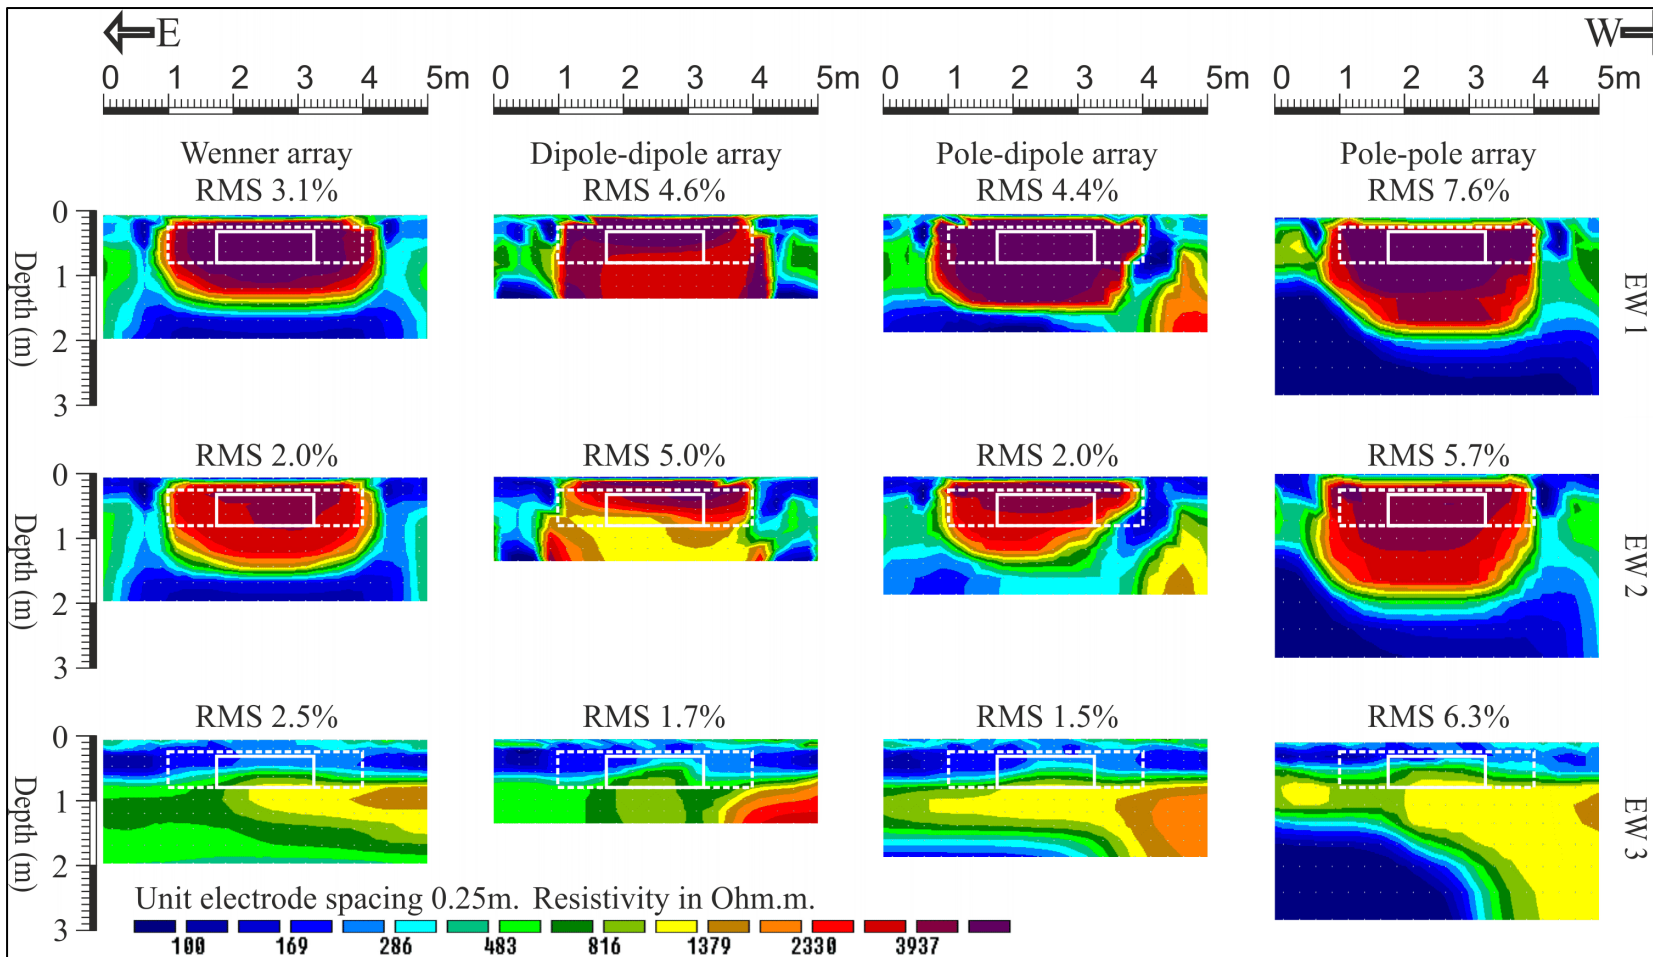 E W
0 1 2 3 4 5m 0 1 2 3 4 5m 0 1 2 3 4 5m 0 1 2 3 4 5m
Wenner array Dipole-dipole array Pole-dipole array Pole-pole array
RMS 3.1% RMS 4.6% RMS 4.4% RMS 7.6%
0
1
2
3
Depth (m)
EW 1
RMS 2.0% RMS 5.0% RMS 2.0% RMS 5.7%
0
1
2
3
Depth (m)
EW 2
RMS 2.5% RMS 1.7% RMS 1.5% RMS 6.3%
0
1
2
3
Depth (m)
EW 3
Unit electrode spacing 0.25m. Resistivity in Ohm.m.
100 169 286 483 816 1379 2330 3937